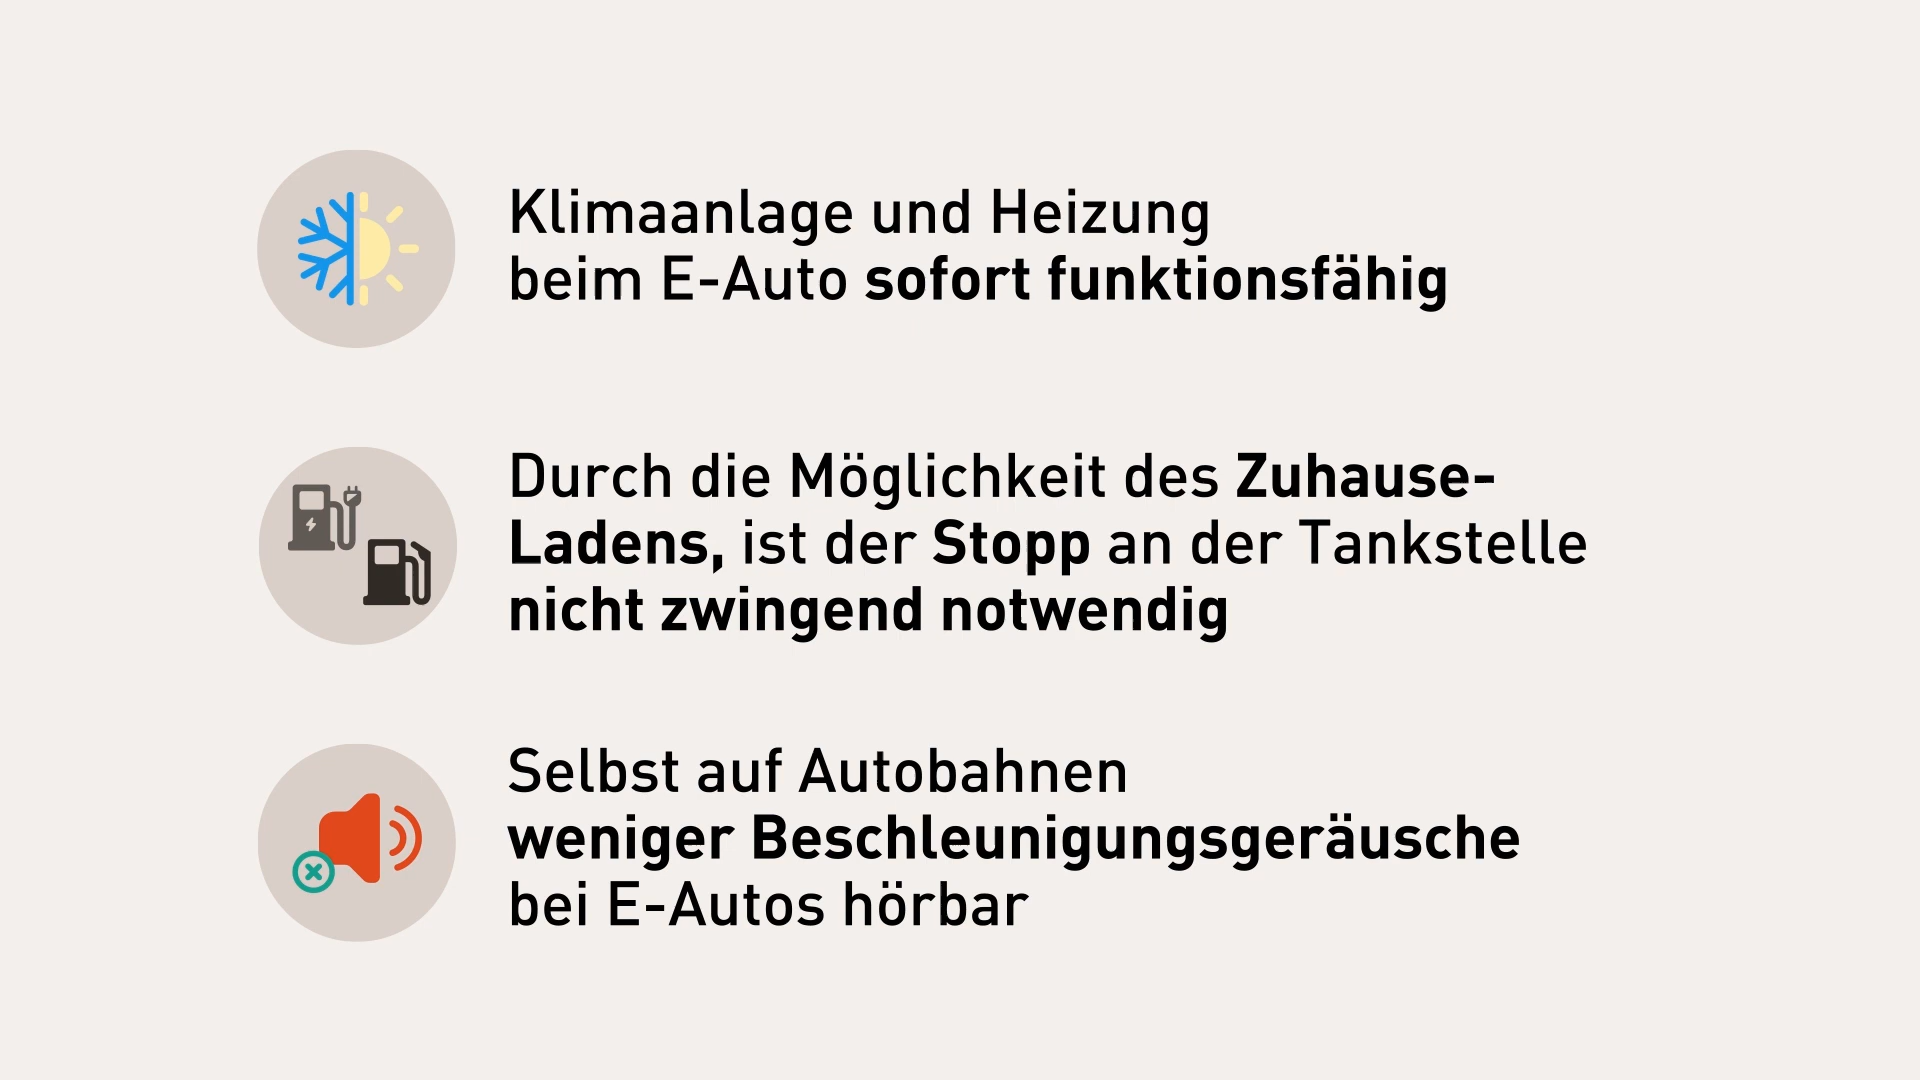 Klimaanlage und Heizung
beim E-Auto sofort funktionsfähig
Durch die Möglichkeit des Zuhause-
Ladens, ist der Stopp an der Tankstelle
nicht zwingend notwendig
Selbst auf Autobahnen
weniger Beschleunigungsgeräusche
bei E-Autos hörbar